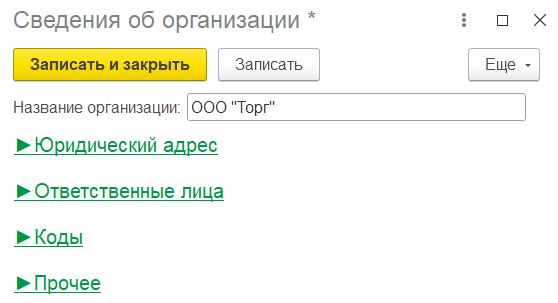 Сведения об организации *
Записать и закрыть Записать Еще
Название организации: ООО "Торг"
►Юридический адрес
►Ответственные лица
►Коды
►Прочее